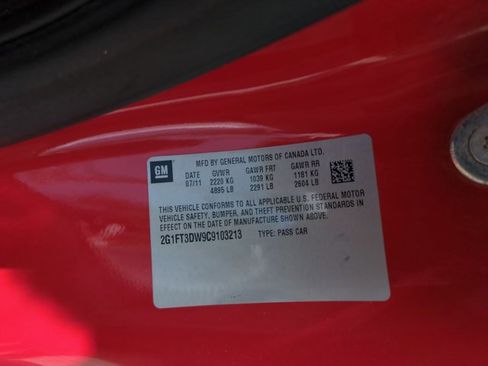 MFD BY GENERAL MOTORS OF CANADA LTD.
GM
DATE GVWR GAWR FRT GAWR RR
07/11 2220 KG 1039 KG 1181 KG
4895 LB 2291 LB 2604 LB
THIS VEHICLE CONFORMS TO ALL APPLICABLE U.S. FEDERAL MOTOR
VEHICLE SAFETY, BUMPER, AND THEFT PREVENTION STANDARDS IN
EFFECT ON THE DATE OF MANUFACTURE SHOWN ABOVE.
2G1FT3DW9C9103213 TYPE: PASS CAR